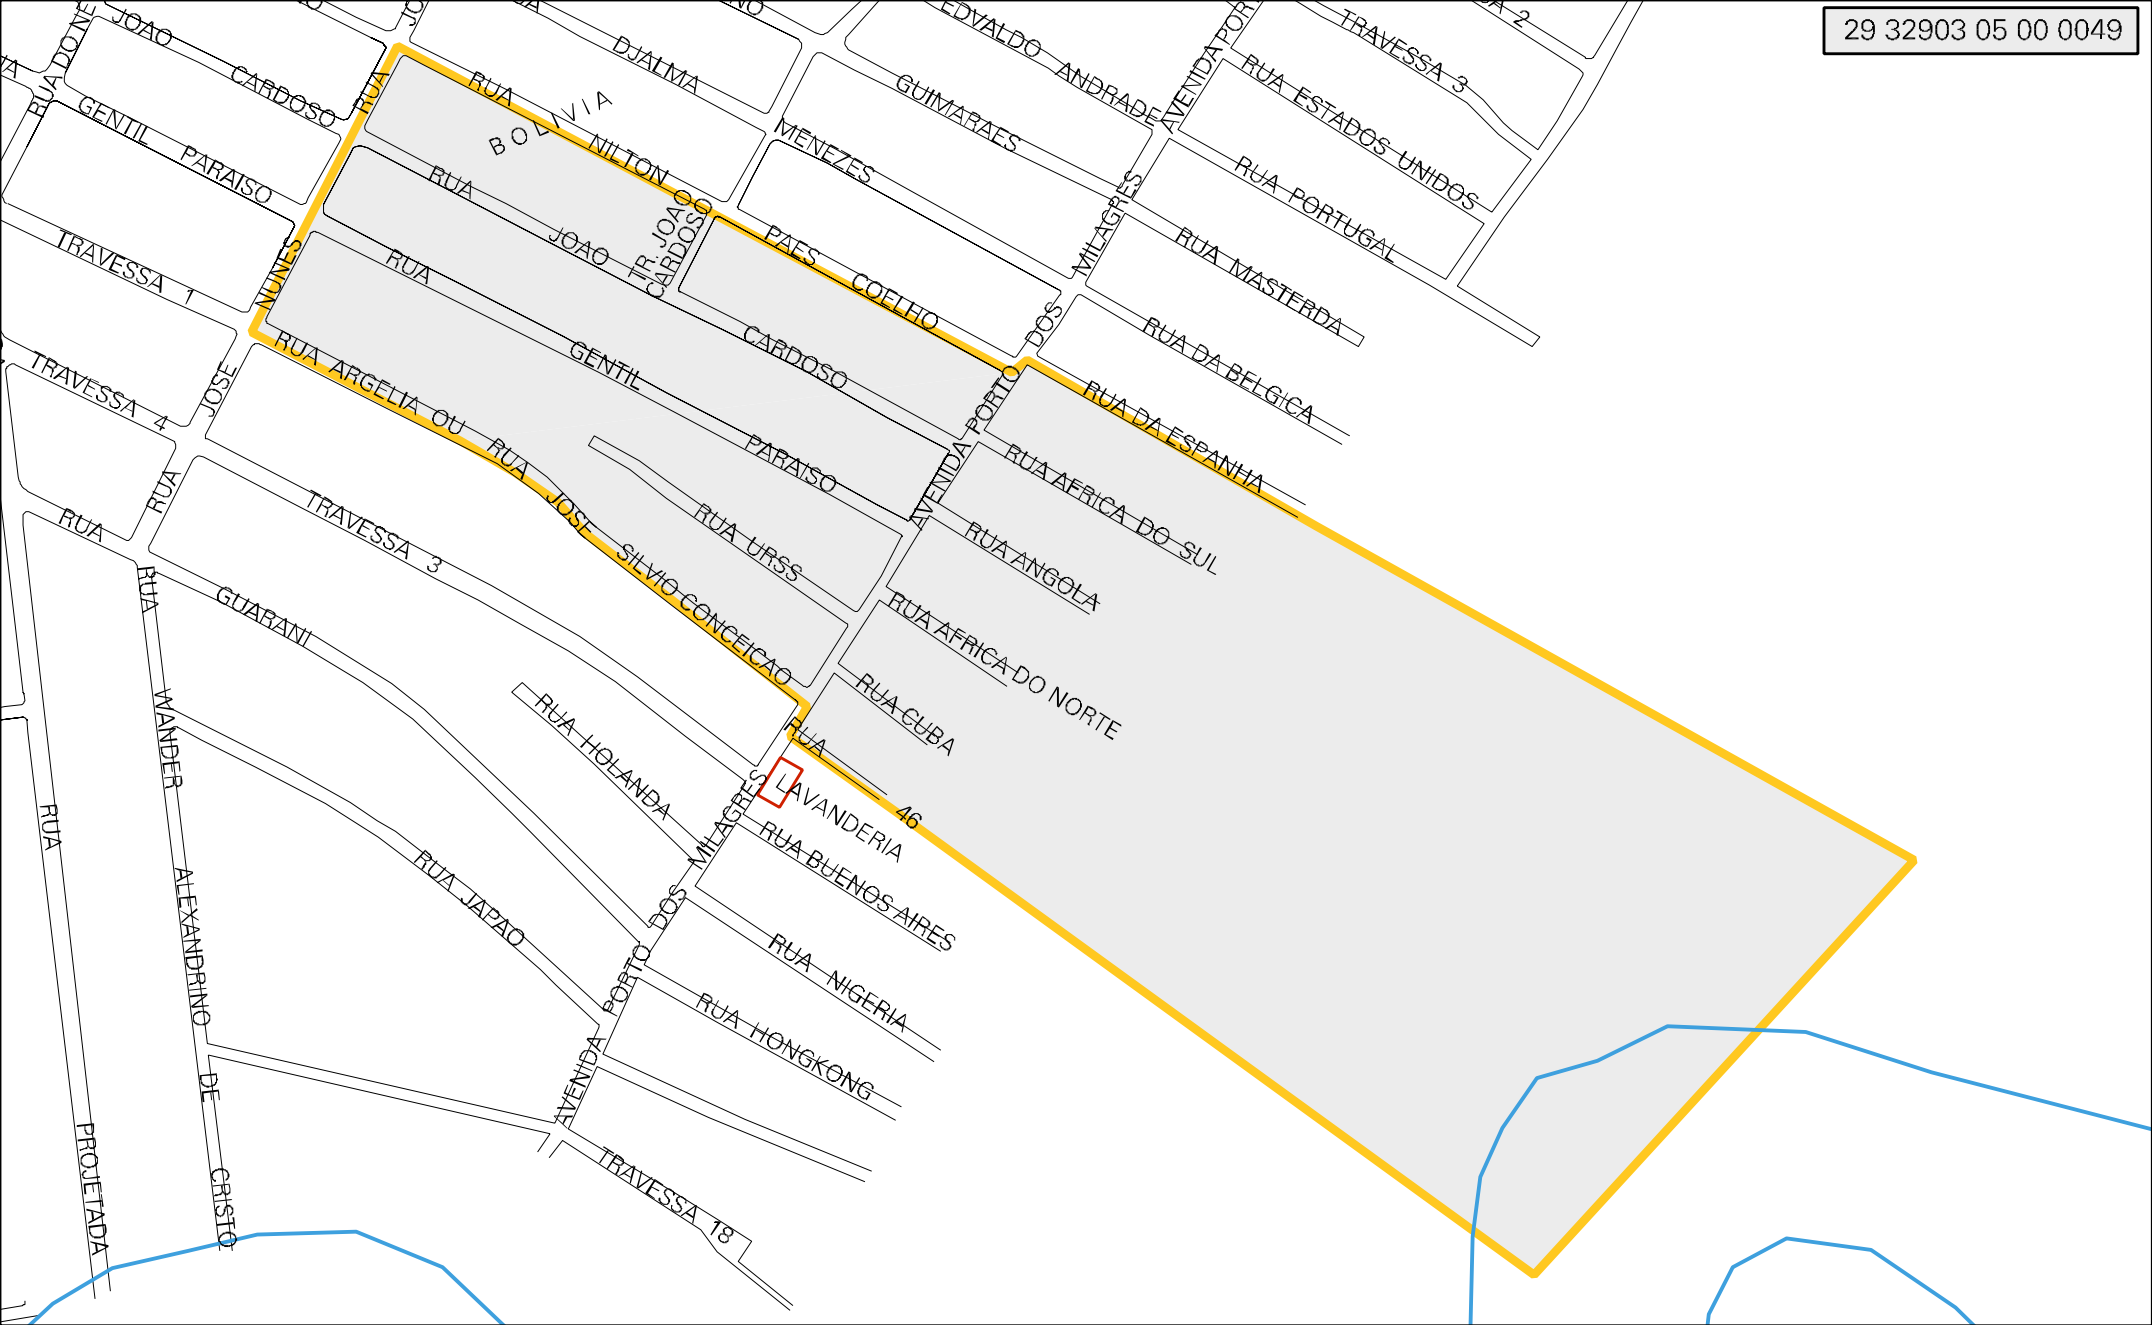 29 32903 05 00 0049
JOAO CARDOSO
GENTIL PARAISO
RUA DO
TRAVESSA 1
TRAVESSA 4
RUA JOSE NUNES
RUA
DJALMA
GUIMARAES
EDVALDO ANDRADE
MENEZES
2
TRAVESSA 3
RUA ESTADOS UNIDOS
RUA PORTUGAL
RUA MASTERDA
RUA DA BELGICA
RUA DA ESPANHA
BOLIVIA
RUA NILTON PAES COELHO
TR. JOAO
CARDOSO
RUA JOAO CARDOSO
RUA GENTIL PARAISO
RUA ARGELIA OU RUA JOSE SILVIO CONCEICAO
RUA URSS
AVENIDA PORTO DOS MILAGRES
AVENIDA
RUA AFRICA DO SUL
RUA ANGOLA
RUA AFRICA DO NORTE
RUA CUBA
RUA 46
LAVANDERIA
RUA BUENOS AIRES
RUA NIGERIA
RUA HONGKONG
TRAVESSA 18
TRAVESSA 3
RUA GUARANI
RUA HOLANDA
RUA JAPAO
AVENIDA PORTO DOS MILAGRES
RUA WANDER ALEXANDRINO DE CRISTO
RUA PROJETADA